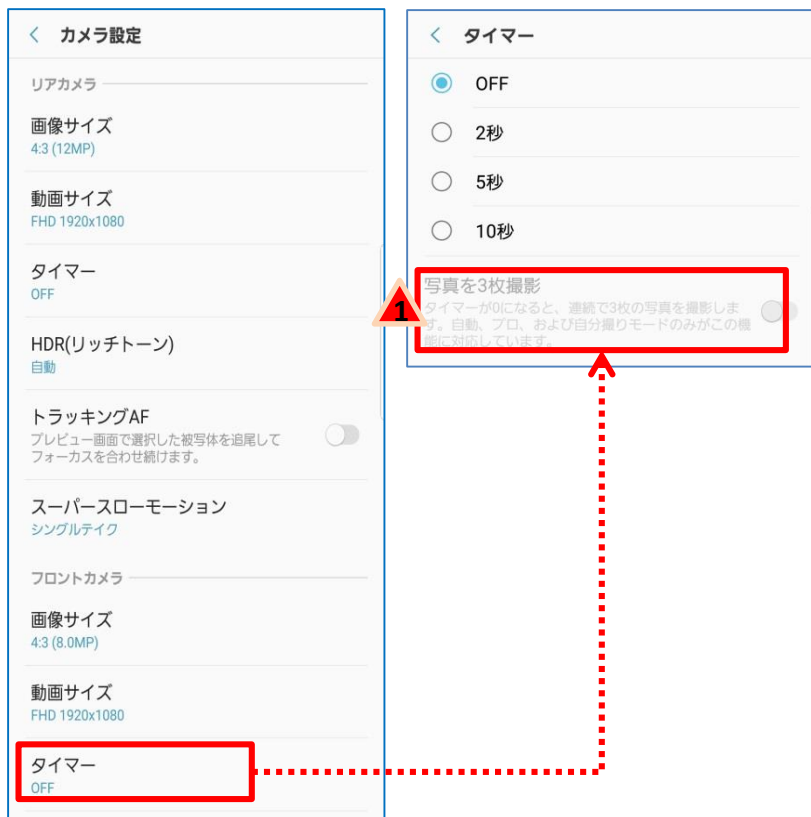 カメラ設定
リアカメラ
画像サイズ
4:3 (12MP)
動画サイズ
FHD 1920x1080
タイマー
OFF
HDR(リッチトーン)
自動
トラッキングAF
プレビュー画面で選択した被写体を追尾して
フォーカスを合わせ続けます。
スーパースローモーション
シングルテイク
フロントカメラ
画像サイズ
4:3 (8.0MP)
動画サイズ
FHD 1920x1080
タイマー
OFF
タイマー
OFF
2秒
5秒
10秒
1
写真を3枚撮影
タイマーが0になると、連続で3枚の写真を撮影しま
す。自動、プロ、および自分撮りモードのみがこの機
能に対応しています。